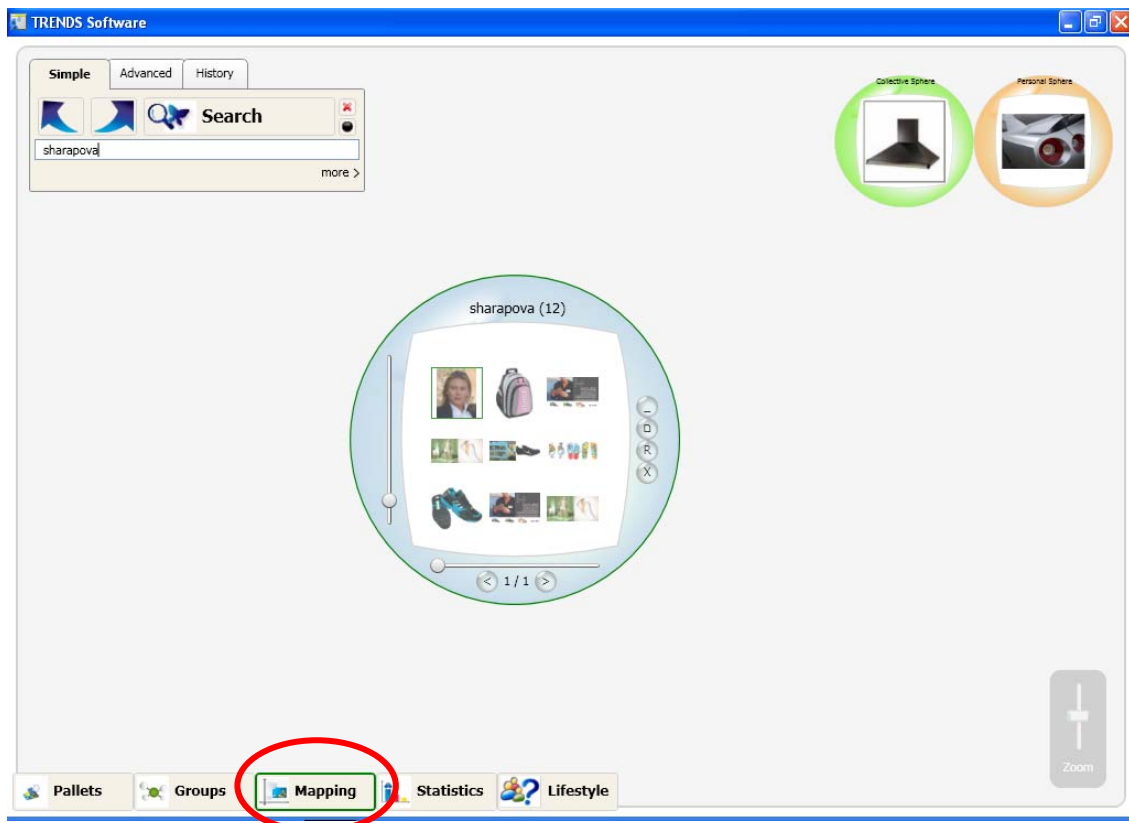 TRENDS Software
Simple Advanced History
Search
sharapova
more >
Collective Sphere
Personal Sphere
sharapova (12)
_
D
R
X
< 1 / 1 >
Zoom
Pallets Groups Mapping Statistics Lifestyle